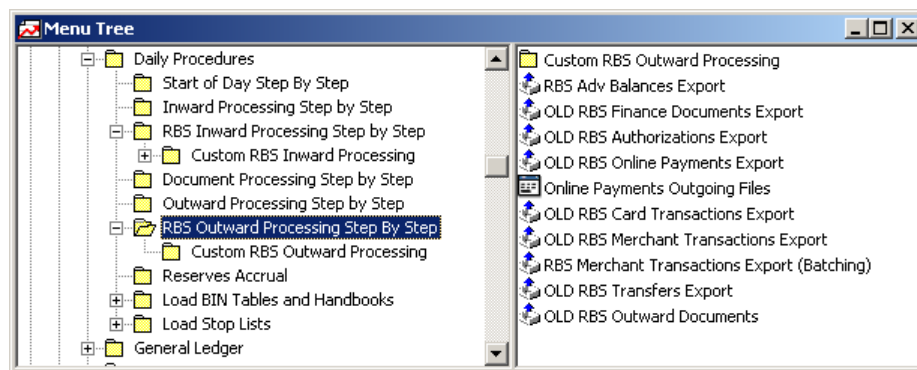 Menu Tree
Daily Procedures
Start of Day Step By Step
Inward Processing Step by Step
RBS Inward Processing Step by Step
Custom RBS Inward Processing
Document Processing Step by Step
Outward Processing Step by Step
RBS Outward Processing Step By Step
Custom RBS Outward Processing
Reserves Accrual
Load BIN Tables and Handbooks
Load Stop Lists
General Ledger
Custom RBS Outward Processing
RBS Adv Balances Export
OLD RBS Finance Documents Export
OLD RBS Authorizations Export
OLD RBS Online Payments Export
Online Payments Outgoing Files
OLD RBS Card Transactions Export
OLD RBS Merchant Transactions Export
RBS Merchant Transactions Export (Batching)
OLD RBS Transfers Export
OLD RBS Outward Documents